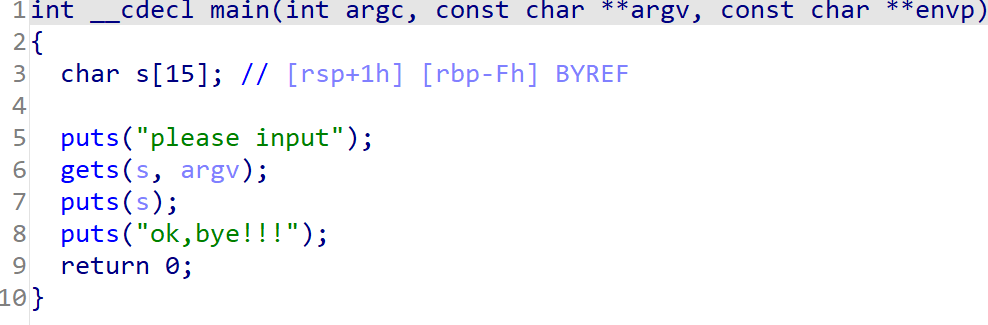 1 int __cdecl main(int argc, const char **argv, const char **envp)
2 {
3   char s[15]; // [rsp+1h] [rbp-Fh] BYREF
4
5   puts("please input");
6   gets(s, argv);
7   puts(s);
8   puts("ok,bye!!!");
9   return 0;
10 }